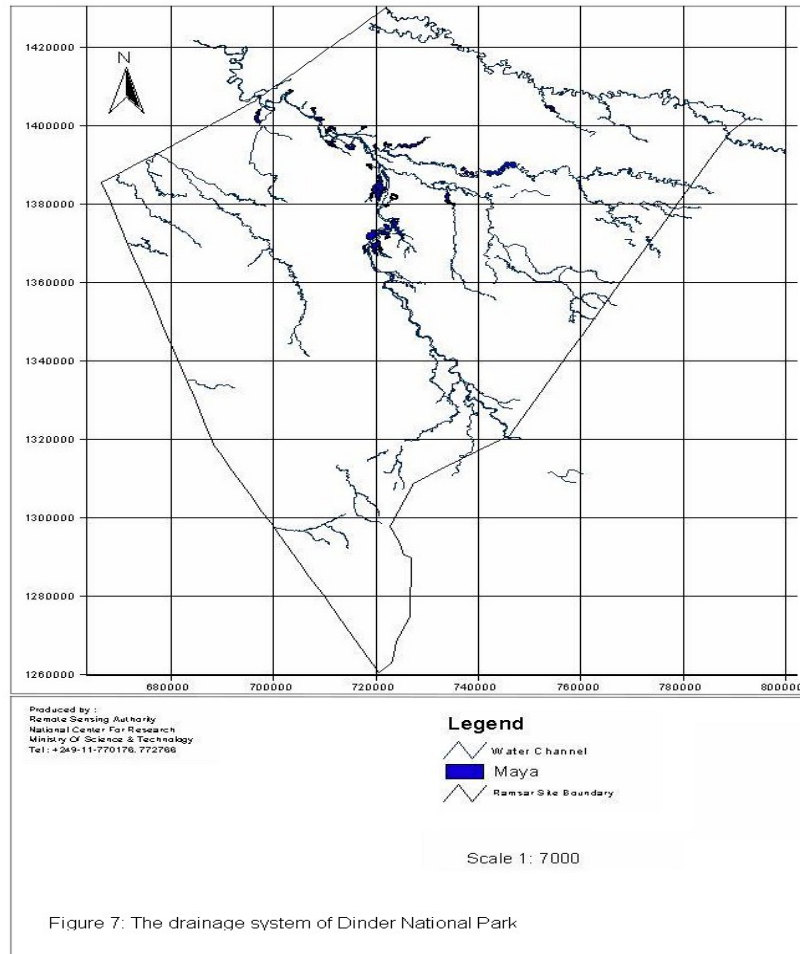 N
1420000
1400000
1380000
1360000
1340000
1320000
1300000
1280000
1260000
680000 700000 720000 740000 760000 780000 800000
Produced by :
Remote Sensing Authority
National Center For Research
Ministry Of Science & Technology
Tel : +249-11-770176, 772766
Legend
Water Channel
Maya
Ramsar Site Boundary
Scale 1: 7000
Figure 7: The drainage system of Dinder National Park